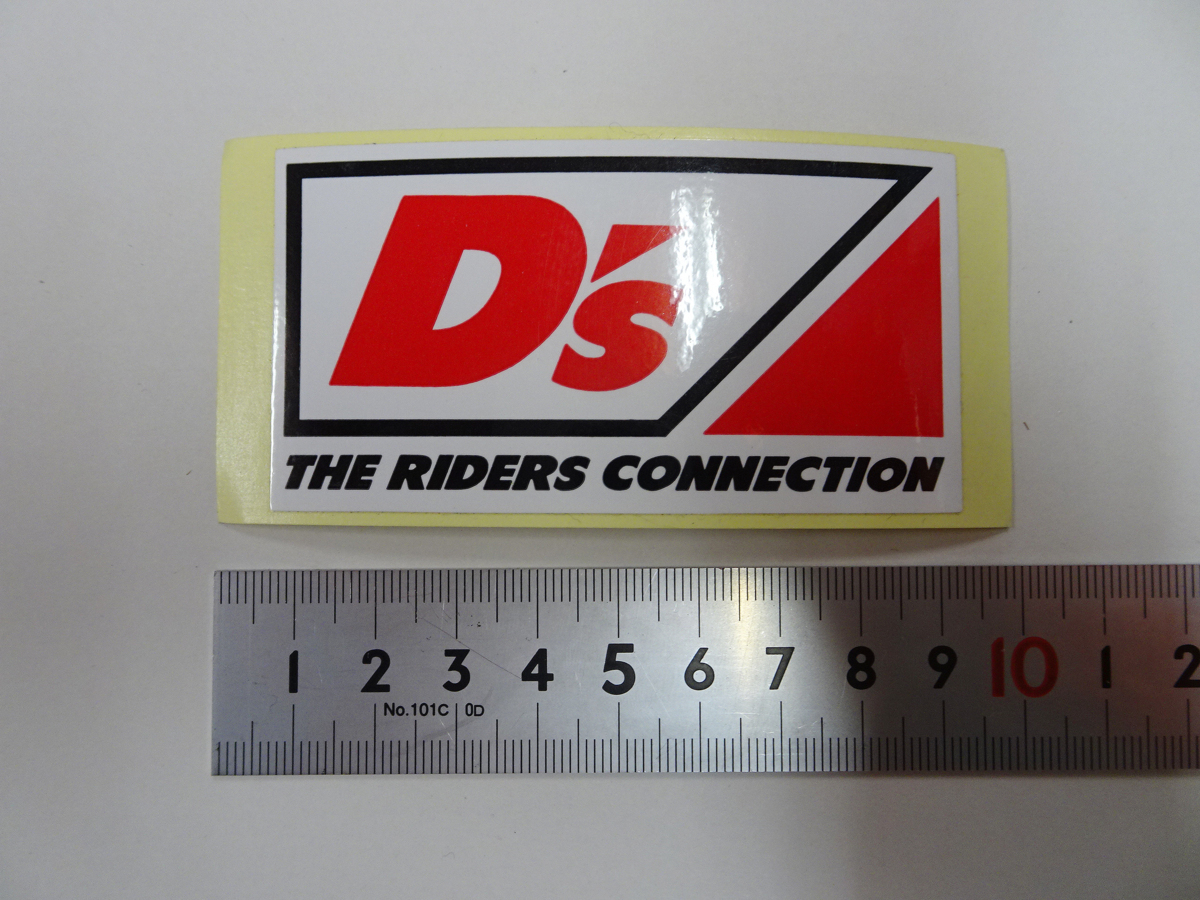 D's
THE RIDERS CONNECTION
1 2 3 4 5 6 7 8 9 10 1 2
No.101C 0D